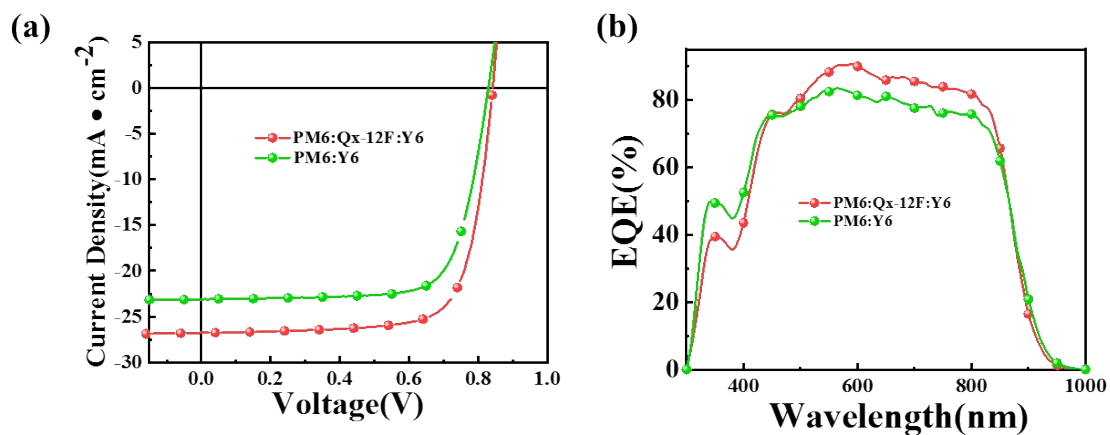 (a)
Current Density(mA • cm-2)
5
0
-5
-10
-15
-20
-25
-30
PM6:Qx-12F:Y6
PM6:Y6
0.0 0.2 0.4 0.6 0.8 1.0
Voltage(V)
(b)
EQE(%)
80
60
40
20
0
PM6:Qx-12F:Y6
PM6:Y6
400 600 800 1000
Wavelength(nm)